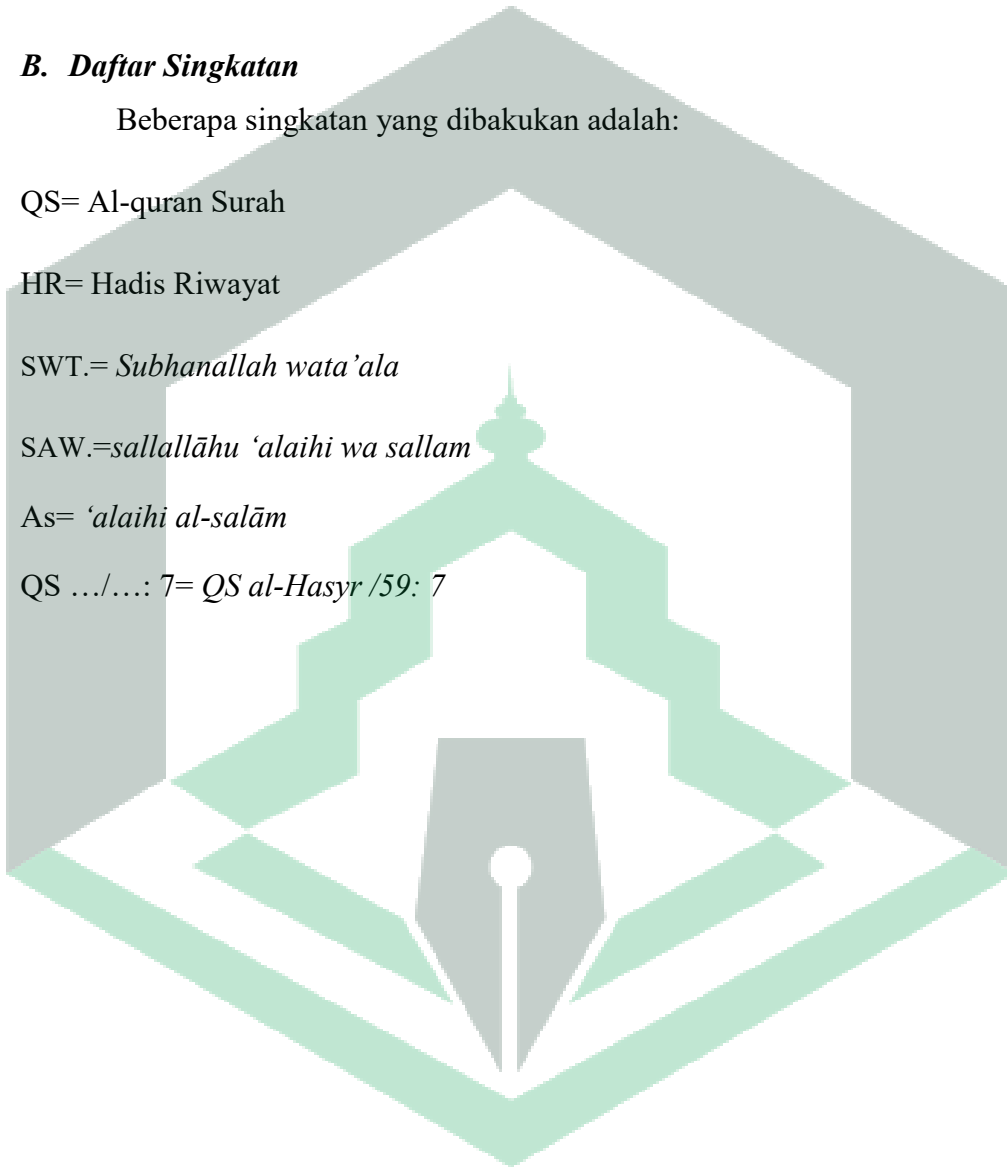 B. Daftar Singkatan
Beberapa singkatan yang dibakukan adalah:
QS= Al-quran Surah
HR= Hadis Riwayat
SWT.= Subhanallah wata’ala
SAW.=sallallāhu ‘alaihi wa sallam
As= ‘alaihi al-salām
QS …/…: 7= QS al-Hasyr /59: 7